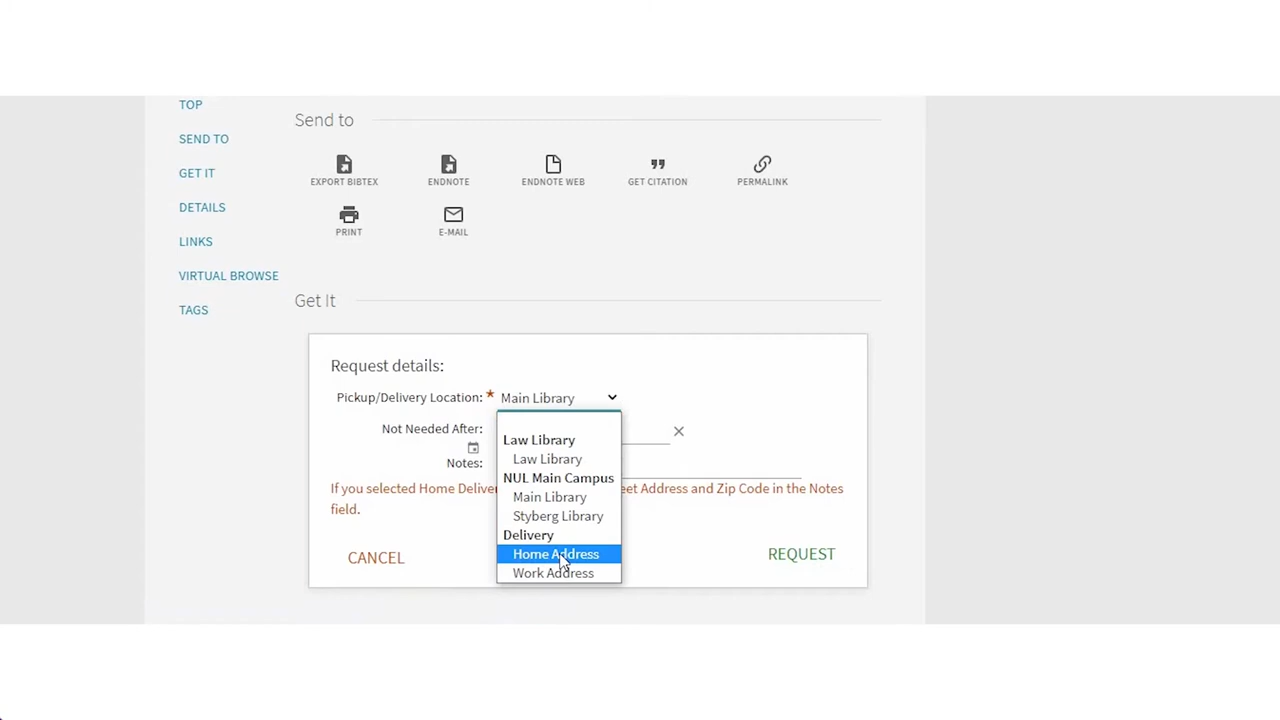 TOP
SEND TO
GET IT
DETAILS
LINKS
VIRTUAL BROWSE
TAGS
Send to
EXPORT BIBTEX
ENDNOTE
ENDNOTE WEB
GET CITATION
PERMALINK
PRINT
E-MAIL
Get It
Request details:
Pickup/Delivery Location: * Main Library
Not Needed After:
Notes:
Law Library
Law Library
NUL Main Campus
Main Library
Styberg Library
Delivery
Home Address
Work Address
If you selected Home Address and Zip Code in the Notes
field.
CANCEL
REQUEST